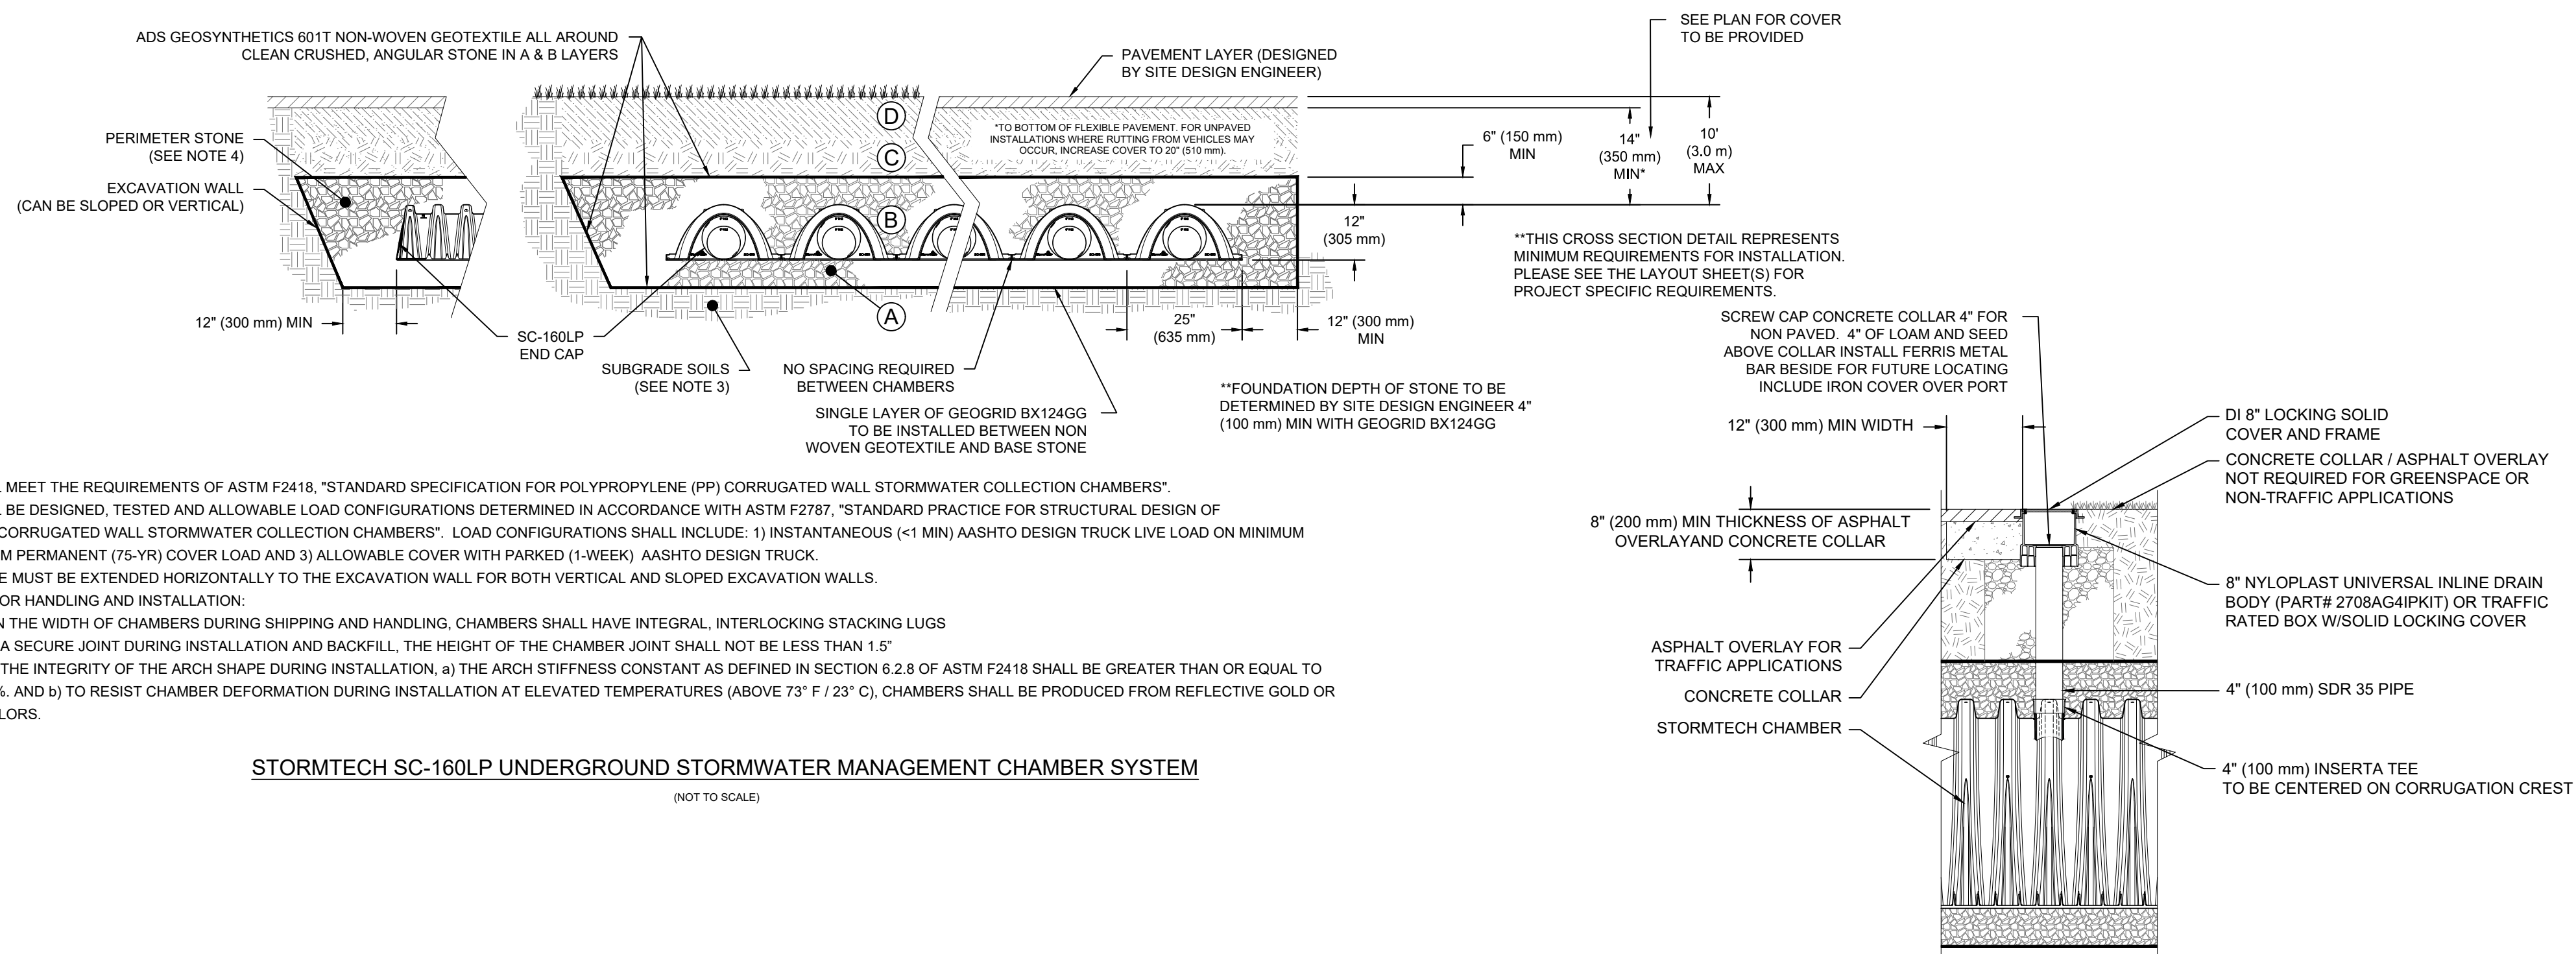 ADS GEOSYNTHETICS 601T NON-WOVEN GEOTEXTILE ALL AROUND
CLEAN CRUSHED, ANGULAR STONE IN A & B LAYERS
PAVEMENT LAYER (DESIGNED
BY SITE DESIGN ENGINEER)
SEE PLAN FOR COVER
TO BE PROVIDED
PERIMETER STONE
(SEE NOTE 4)
EXCAVATION WALL
(CAN BE SLOPED OR VERTICAL)
D
C
B
A
*TO BOTTOM OF FLEXIBLE PAVEMENT. FOR UNPAVED
INSTALLATIONS WHERE RUTTING FROM VEHICLES MAY
OCCUR, INCREASE COVER TO 20" (510 mm).
6" (150 mm)
MIN
14"
(350 mm)
MIN*
10'
(3.0 m)
MAX
12"
(305 mm)
**THIS CROSS SECTION DETAIL REPRESENTS
MINIMUM REQUIREMENTS FOR INSTALLATION.
PLEASE SEE THE LAYOUT SHEET(S) FOR
PROJECT SPECIFIC REQUIREMENTS.
12" (300 mm) MIN
SC-160LP
END CAP
SUBGRADE SOILS
(SEE NOTE 3)
NO SPACING REQUIRED
BETWEEN CHAMBERS
25"
(635 mm)
12" (300 mm)
MIN
SINGLE LAYER OF GEOGRID BX124GG
TO BE INSTALLED BETWEEN NON
WOVEN GEOTEXTILE AND BASE STONE
**FOUNDATION DEPTH OF STONE TO BE
DETERMINED BY SITE DESIGN ENGINEER 4"
(100 mm) MIN WITH GEOGRID BX124GG
MEET THE REQUIREMENTS OF ASTM F2418, "STANDARD SPECIFICATION FOR POLYPROPYLENE (PP) CORRUGATED WALL STORMWATER COLLECTION CHAMBERS".
BE DESIGNED, TESTED AND ALLOWABLE LOAD CONFIGURATIONS DETERMINED IN ACCORDANCE WITH ASTM F2787, "STANDARD PRACTICE FOR STRUCTURAL DESIGN OF
CORRUGATED WALL STORMWATER COLLECTION CHAMBERS". LOAD CONFIGURATIONS SHALL INCLUDE: 1) INSTANTANEOUS (<1 MIN) AASHTO DESIGN TRUCK LIVE LOAD ON MINIMUM
M PERMANENT (75-YR) COVER LOAD AND 3) ALLOWABLE COVER WITH PARKED (1-WEEK) AASHTO DESIGN TRUCK.
E MUST BE EXTENDED HORIZONTALLY TO THE EXCAVATION WALL FOR BOTH VERTICAL AND SLOPED EXCAVATION WALLS.
OR HANDLING AND INSTALLATION:
N THE WIDTH OF CHAMBERS DURING SHIPPING AND HANDLING, CHAMBERS SHALL HAVE INTEGRAL, INTERLOCKING STACKING LUGS
A SECURE JOINT DURING INSTALLATION AND BACKFILL, THE HEIGHT OF THE CHAMBER JOINT SHALL NOT BE LESS THAN 1.5"
THE INTEGRITY OF THE ARCH SHAPE DURING INSTALLATION, a) THE ARCH STIFFNESS CONSTANT AS DEFINED IN SECTION 6.2.8 OF ASTM F2418 SHALL BE GREATER THAN OR EQUAL TO
%. AND b) TO RESIST CHAMBER DEFORMATION DURING INSTALLATION AT ELEVATED TEMPERATURES (ABOVE 73° F / 23° C), CHAMBERS SHALL BE PRODUCED FROM REFLECTIVE GOLD OR
LORS.
STORMTECH SC-160LP UNDERGROUND STORMWATER MANAGEMENT CHAMBER SYSTEM
(NOT TO SCALE)
SCREW CAP CONCRETE COLLAR 4" FOR
NON PAVED. 4" OF LOAM AND SEED
ABOVE COLLAR INSTALL FERRIS METAL
BAR BESIDE FOR FUTURE LOCATING
INCLUDE IRON COVER OVER PORT
12" (300 mm) MIN WIDTH
DI 8" LOCKING SOLID
COVER AND FRAME
CONCRETE COLLAR / ASPHALT OVERLAY
NOT REQUIRED FOR GREENSPACE OR
NON-TRAFFIC APPLICATIONS
8" (200 mm) MIN THICKNESS OF ASPHALT
OVERLAYAND CONCRETE COLLAR
8" NYLOPLAST UNIVERSAL INLINE DRAIN
BODY (PART# 2708AG4IPKIT) OR TRAFFIC
RATED BOX W/SOLID LOCKING COVER
ASPHALT OVERLAY FOR
TRAFFIC APPLICATIONS
CONCRETE COLLAR
STORMTECH CHAMBER
4" (100 mm) SDR 35 PIPE
4" (100 mm) INSERTA TEE
TO BE CENTERED ON CORRUGATION CREST